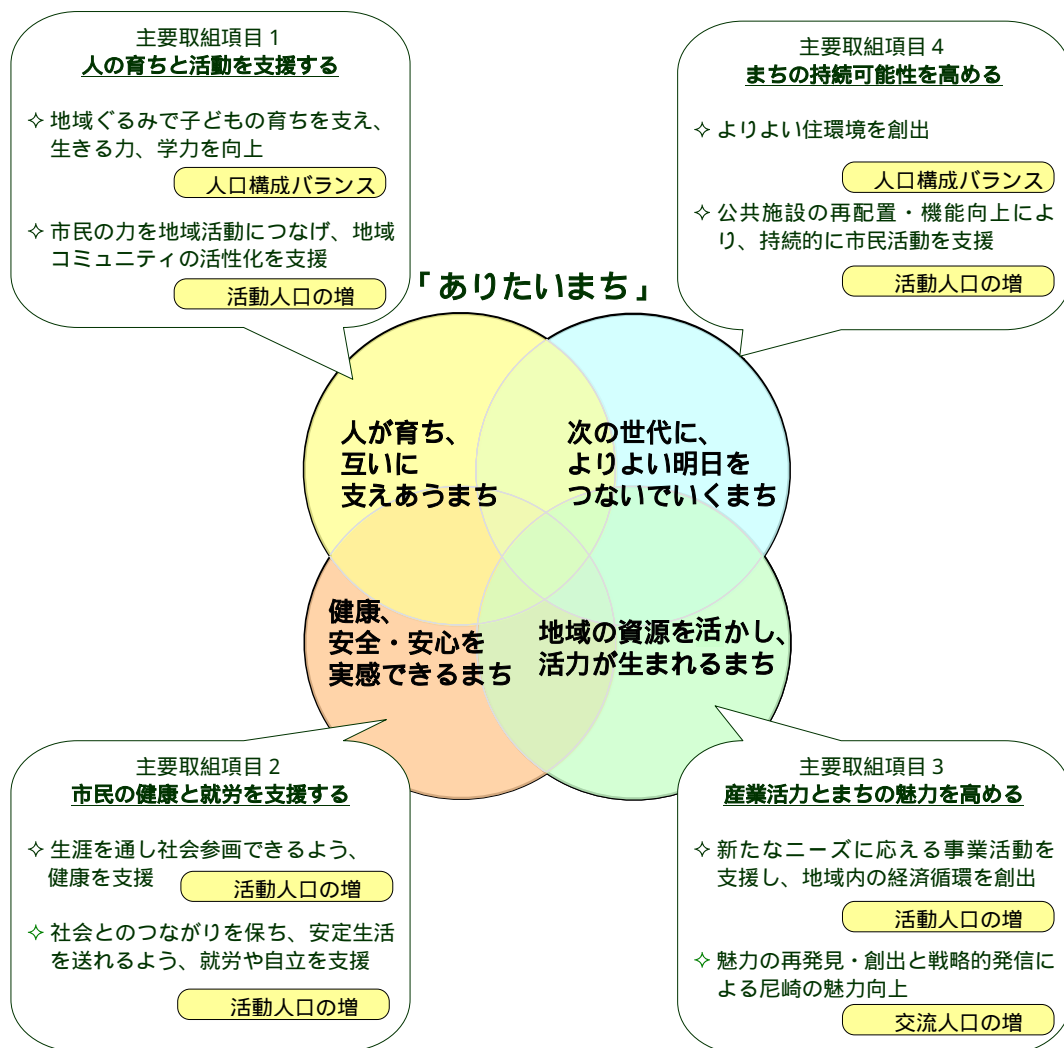 主要取組項目1
人の育ちと活動を支援する
✧ 地域ぐるみで子どもの育ちを支え、
生きる力、学力を向上
人口構成バランス
✧ 市民の力を地域活動につなげ、地域
コミュニティの活性化を支援
活動人口の増
主要取組項目4
まちの持続可能性を高める
✧ よりよい住環境を創出
人口構成バランス
✧ 公共施設の再配置・機能向上によ
り、持続的に市民活動を支援
活動人口の増
「ありたいまち」
人が育ち、
互いに
支えあうまち
次の世代に、
よりよい明日を
つないでいくまち
健康、
安全・安心を
実感できるまち
地域の資源を活かし、
活力が生まれるまち
主要取組項目2
市民の健康と就労を支援する
✧ 生涯を通し社会参画できるよう、
健康を支援
活動人口の増
✧ 社会とのつながりを保ち、安定生活
を送れるよう、就労や自立を支援
活動人口の増
主要取組項目3
産業活力とまちの魅力を高める
✧ 新たなニーズに応える事業活動を
支援し、地域内の経済循環を創出
活動人口の増
✧ 魅力の再発見・創出と戦略的発信に
よる尼崎の魅力向上
交流人口の増